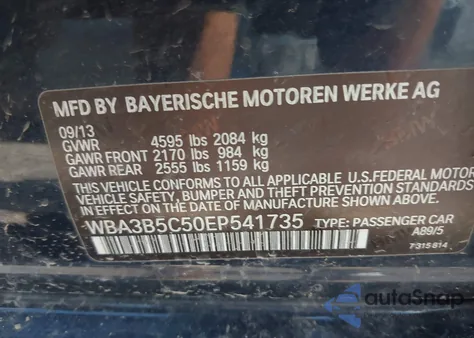 MFD BY BAYERISCHE MOTOREN WERKE AG
09/13
GVWR 4595 lbs 2084 kg
GAWR FRONT 2170 lbs 984 kg
GAWR REAR 2555 lbs 1159 kg
THIS VEHICLE CONFORMS TO ALL APPLICABLE U.S. FEDERAL MOTOR
VEHICLE SAFETY, BUMPER AND THEFT PREVENTION STANDARDS
IN EFFECT ON THE DATE OF MANUFACTURE SHOWN ABOVE.
WBA3B5C50EP541735 TYPE: PASSENGER CAR
A89/5
7315814
autoSnap